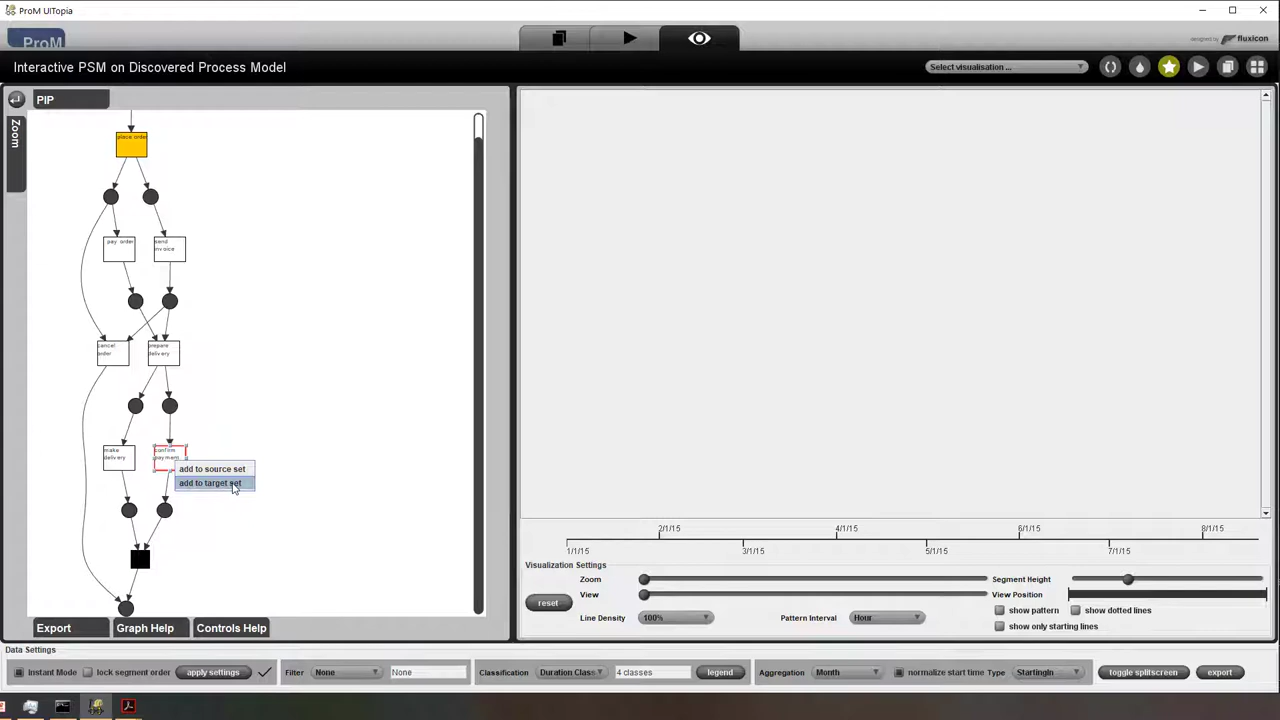 ProM UITopia
ProM
designed by fluxicon
Interactive PSM on Discovered Process Model
Select visualisation ...
PIP
Zoom
place order
pay order
send
invoice
cancel
order
prepare
delivery
make
delivery
confirm
payment
add to source set
add to target set
2/1/15
4/1/15
6/1/15
8/1/15
1/1/15
3/1/15
5/1/15
7/1/15
Visualization Settings
Zoom
Segment Height
View
View Position
reset
Line Density
100%
Pattern Interval
Hour
show pattern
show dotted lines
show only starting lines
Export
Graph Help
Controls Help
Data Settings
Instant Mode
lock segment order
apply settings
Filter
None
None
Classification
Duration Class
4 classes
legend
Aggregation
Month
normalize start time
Type
StartingIn
toggle splitscreen
export